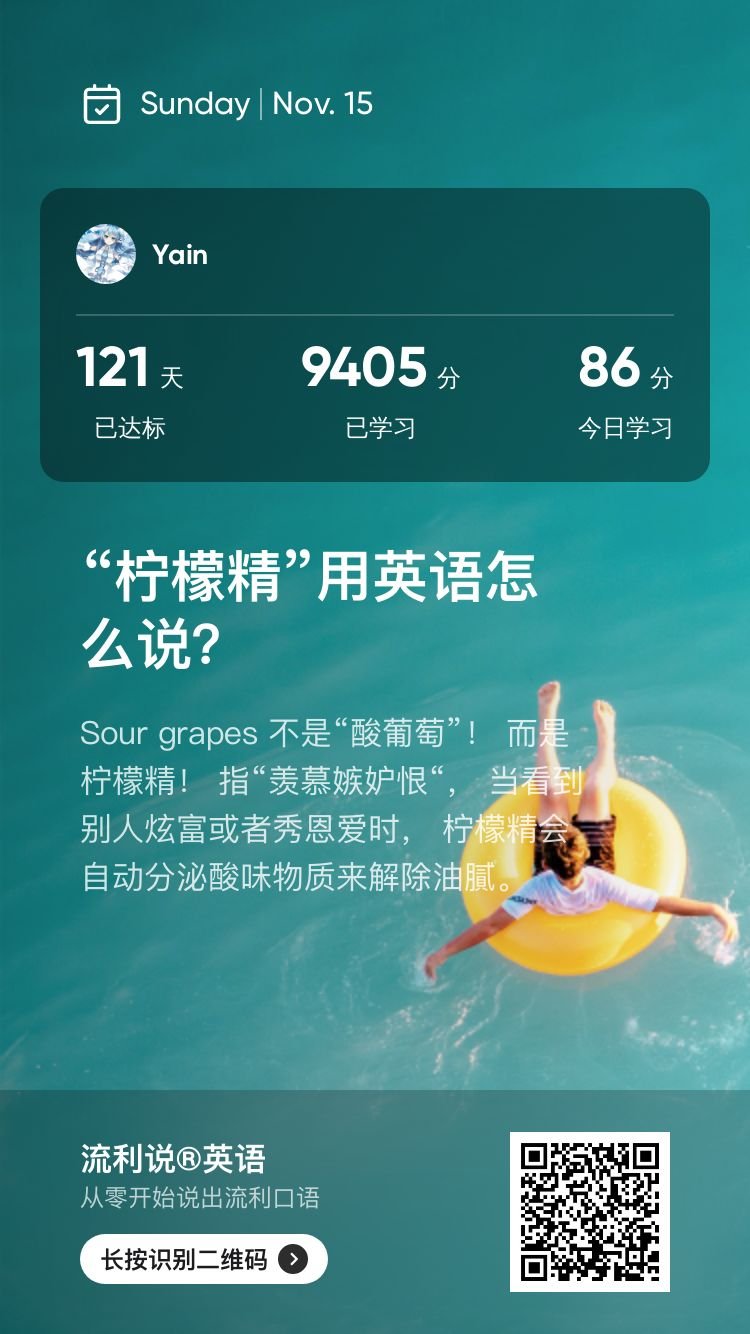 Sunday | Nov. 15
Yain
121 天 9405 分 86 分
已达标 已学习 今日学习
“柠檬精”用英语怎
么说?
Sour grapes 不是“酸葡萄”！ 而是
柠檬精！ 指“羡慕嫉妒恨“， 当看到
别人炫富或者秀恩爱时， 柠檬精会
自动分泌酸味物质来解除油腻。
流利说®英语
从零开始说出流利口语
长按识别二维码